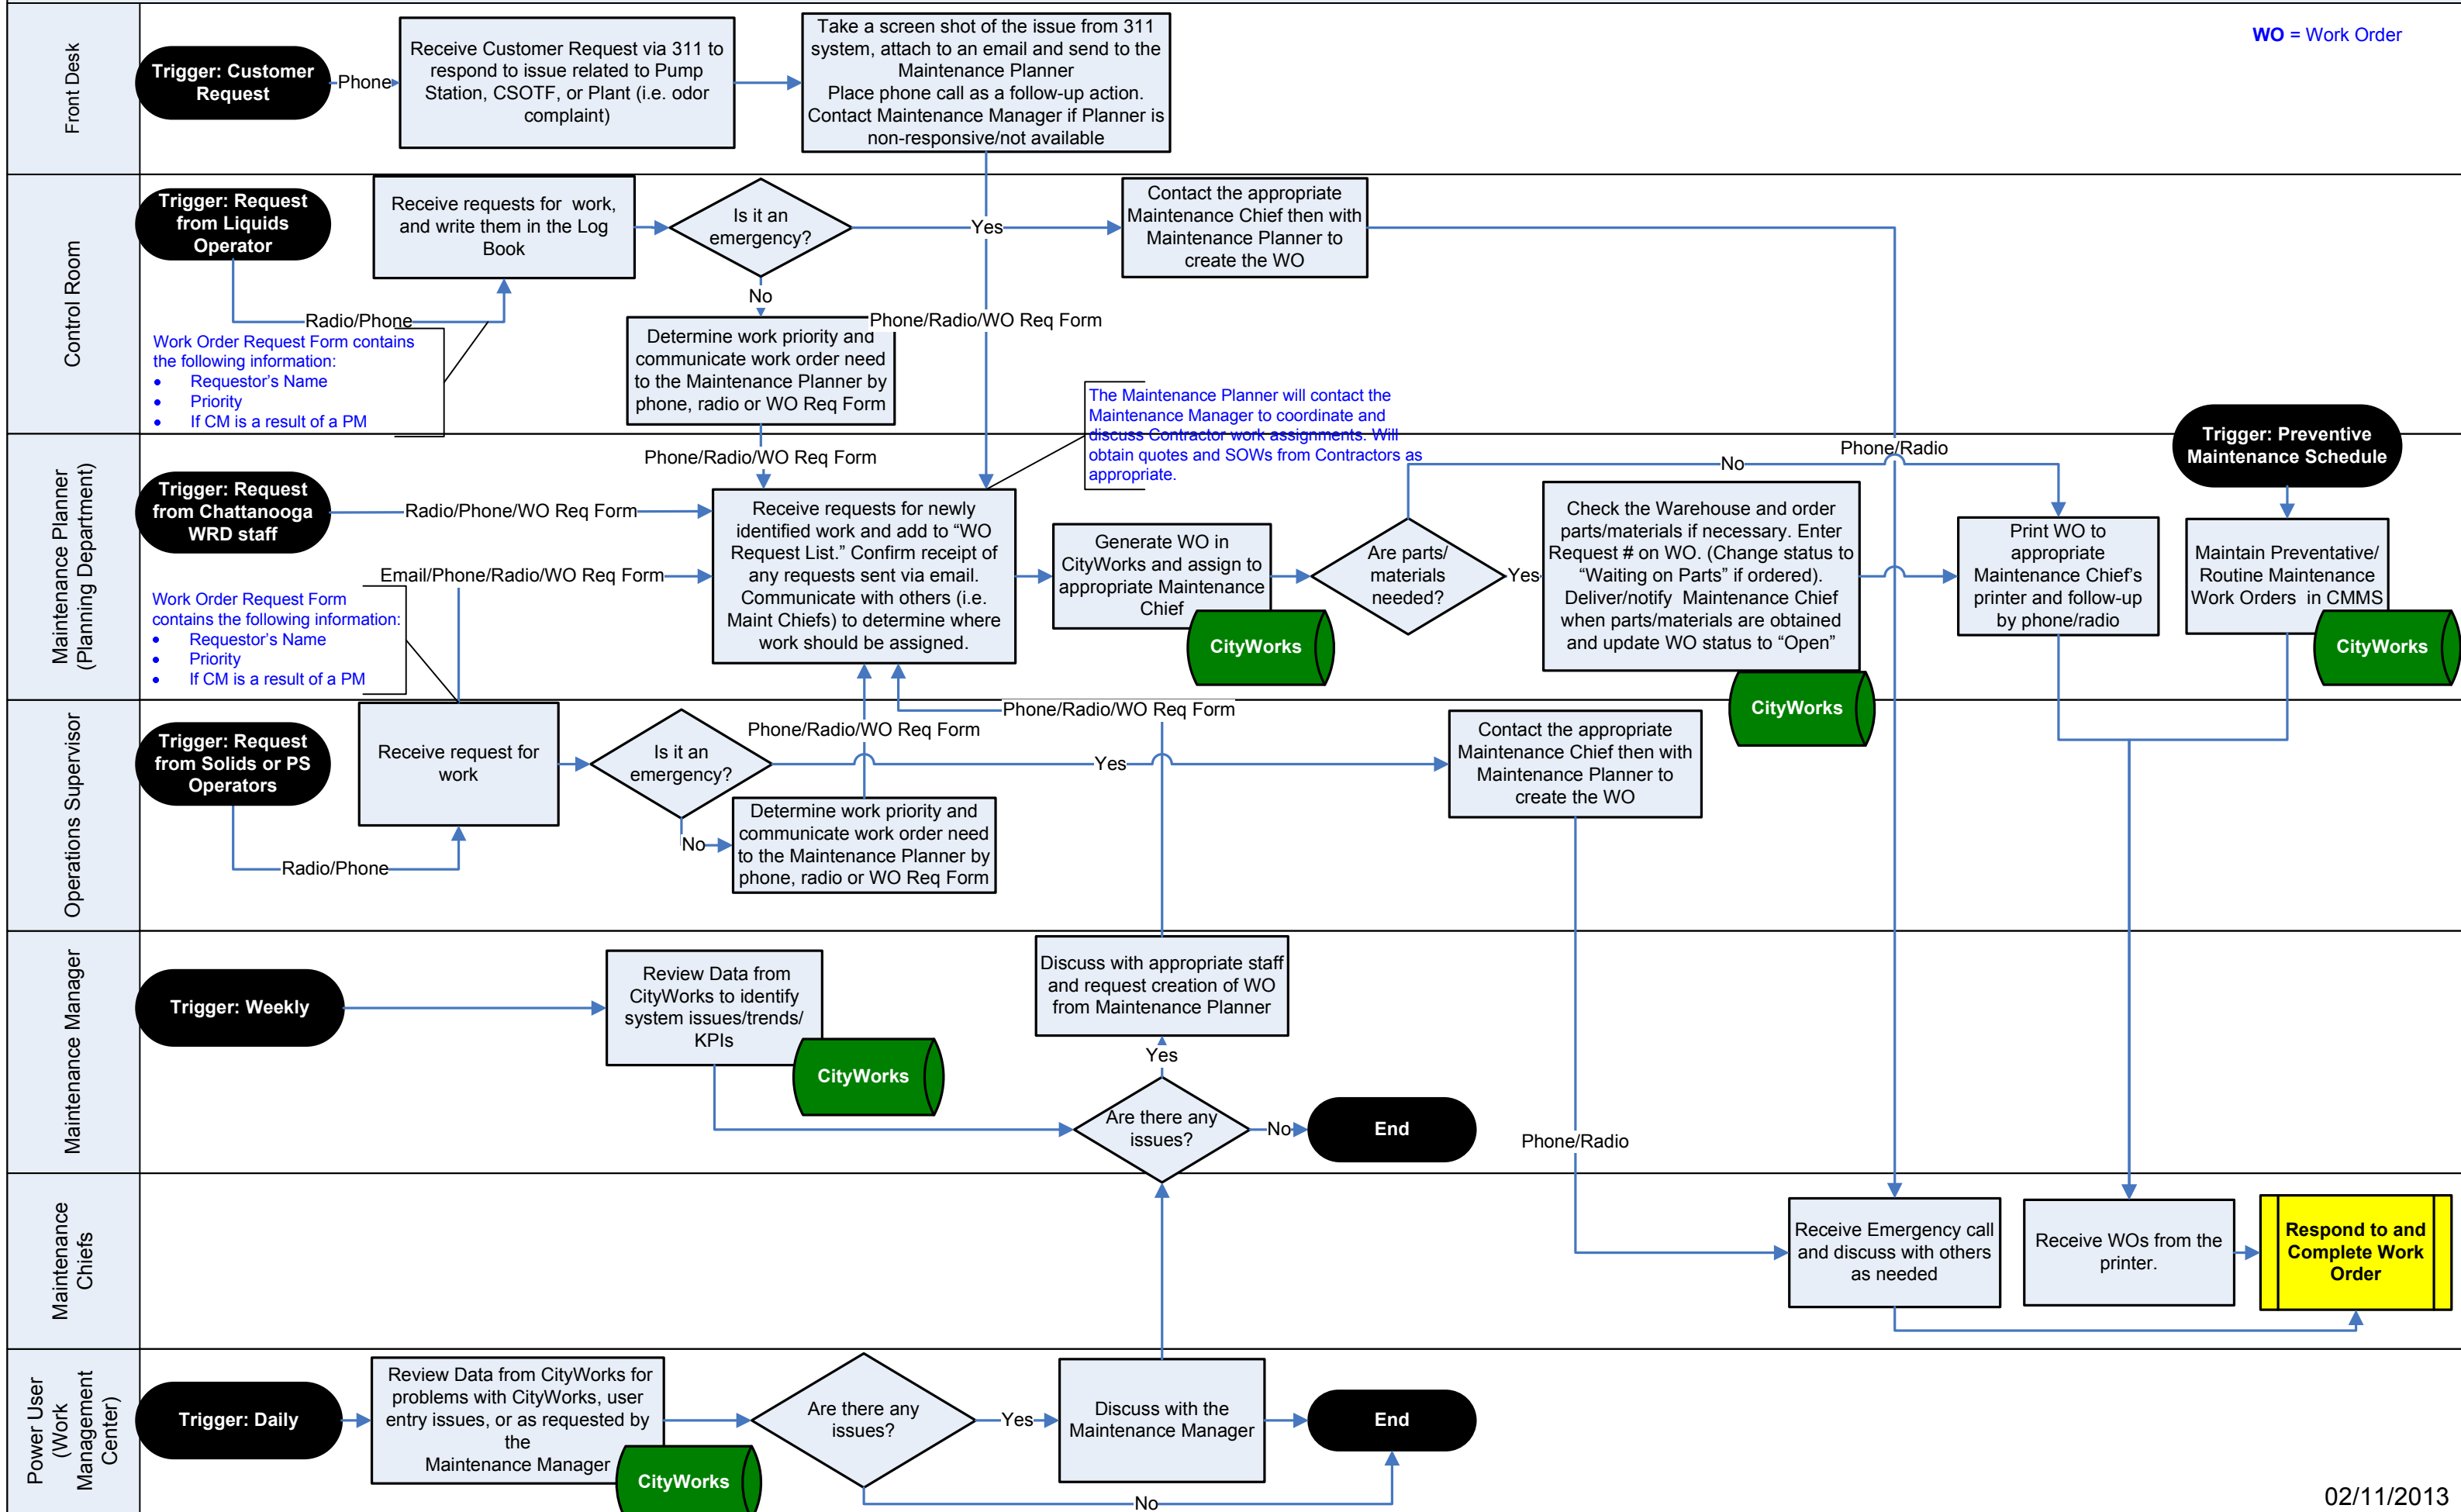 Front Desk
Trigger: Customer
Request
Phone
Receive Customer Request via 311 to
respond to issue related to Pump
Station, CSOTF, or Plant (i.e. odor
complaint)
Take a screen shot of the issue from 311
system, attach to an email and send to the
Maintenance Planner
Place phone call as a follow-up action.
Contact Maintenance Manager if Planner is
non-responsive/not available
WO = Work Order
Control Room
Trigger: Request
from Liquids
Operator
Radio/Phone
Receive requests for work,
and write them in the Log
Book
Is it an
emergency?
Yes
No
Contact the appropriate
Maintenance Chief then with
Maintenance Planner to
create the WO
Work Order Request Form contains
the following information:
• Requestor's Name
• Priority
• If CM is a result of a PM
Determine work priority and
communicate work order need
to the Maintenance Planner by
phone, radio or WO Req Form
Phone/Radio/WO Req Form
The Maintenance Planner will contact the
Maintenance Manager to coordinate and
discuss Contractor work assignments. Will
obtain quotes and SOWs from Contractors as
appropriate.
Maintenance Planner
(Planning Department)
Phone/Radio/WO Req Form
Phone/Radio
Trigger: Preventive
Maintenance Schedule
Trigger: Request
from Chattanooga
WRD staff
Radio/Phone/WO Req Form
Email/Phone/Radio/WO Req Form
Work Order Request Form
contains the following information:
• Requestor's Name
• Priority
• If CM is a result of a PM
Receive requests for newly
identified work and add to “WO
Request List.” Confirm receipt of
any requests sent via email.
Communicate with others (i.e.
Maint Chiefs) to determine where
work should be assigned.
Generate WO in
CityWorks and assign to
appropriate Maintenance
Chief
CityWorks
Are parts/
materials
needed?
No
Yes
Check the Warehouse and order
parts/materials if necessary. Enter
Request # on WO. (Change status to
“Waiting on Parts” if ordered).
Deliver/notify Maintenance Chief
when parts/materials are obtained
and update WO status to “Open”
CityWorks
Print WO to
appropriate
Maintenance Chief's
printer and follow-up
by phone/radio
Maintain Preventative/
Routine Maintenance
Work Orders in CMMS
CityWorks
Operations Supervisor
Trigger: Request
from Solids or PS
Operators
Radio/Phone
Receive request for
work
Is it an
emergency?
Phone/Radio/WO Req Form
Phone/Radio/WO Req Form
Yes
No
Determine work priority and
communicate work order need
to the Maintenance Planner by
phone, radio or WO Req Form
Contact the appropriate
Maintenance Chief then with
Maintenance Planner to
create the WO
Maintenance Manager
Trigger: Weekly
Review Data from
CityWorks to identify
system issues/trends/
KPIs
CityWorks
Discuss with appropriate staff
and request creation of WO
from Maintenance Planner
Yes
Are there any
issues?
No
End
Phone/Radio
Maintenance
Chiefs
Receive Emergency call
and discuss with others
as needed
Receive WOs from the
printer.
Respond to and
Complete Work
Order
Power User
(Work
Management
Center)
Trigger: Daily
Review Data from CityWorks for
problems with CityWorks, user
entry issues, or as requested by
the
Maintenance Manager
CityWorks
Are there any
issues?
Yes
Discuss with the
Maintenance Manager
End
No
02/11/2013